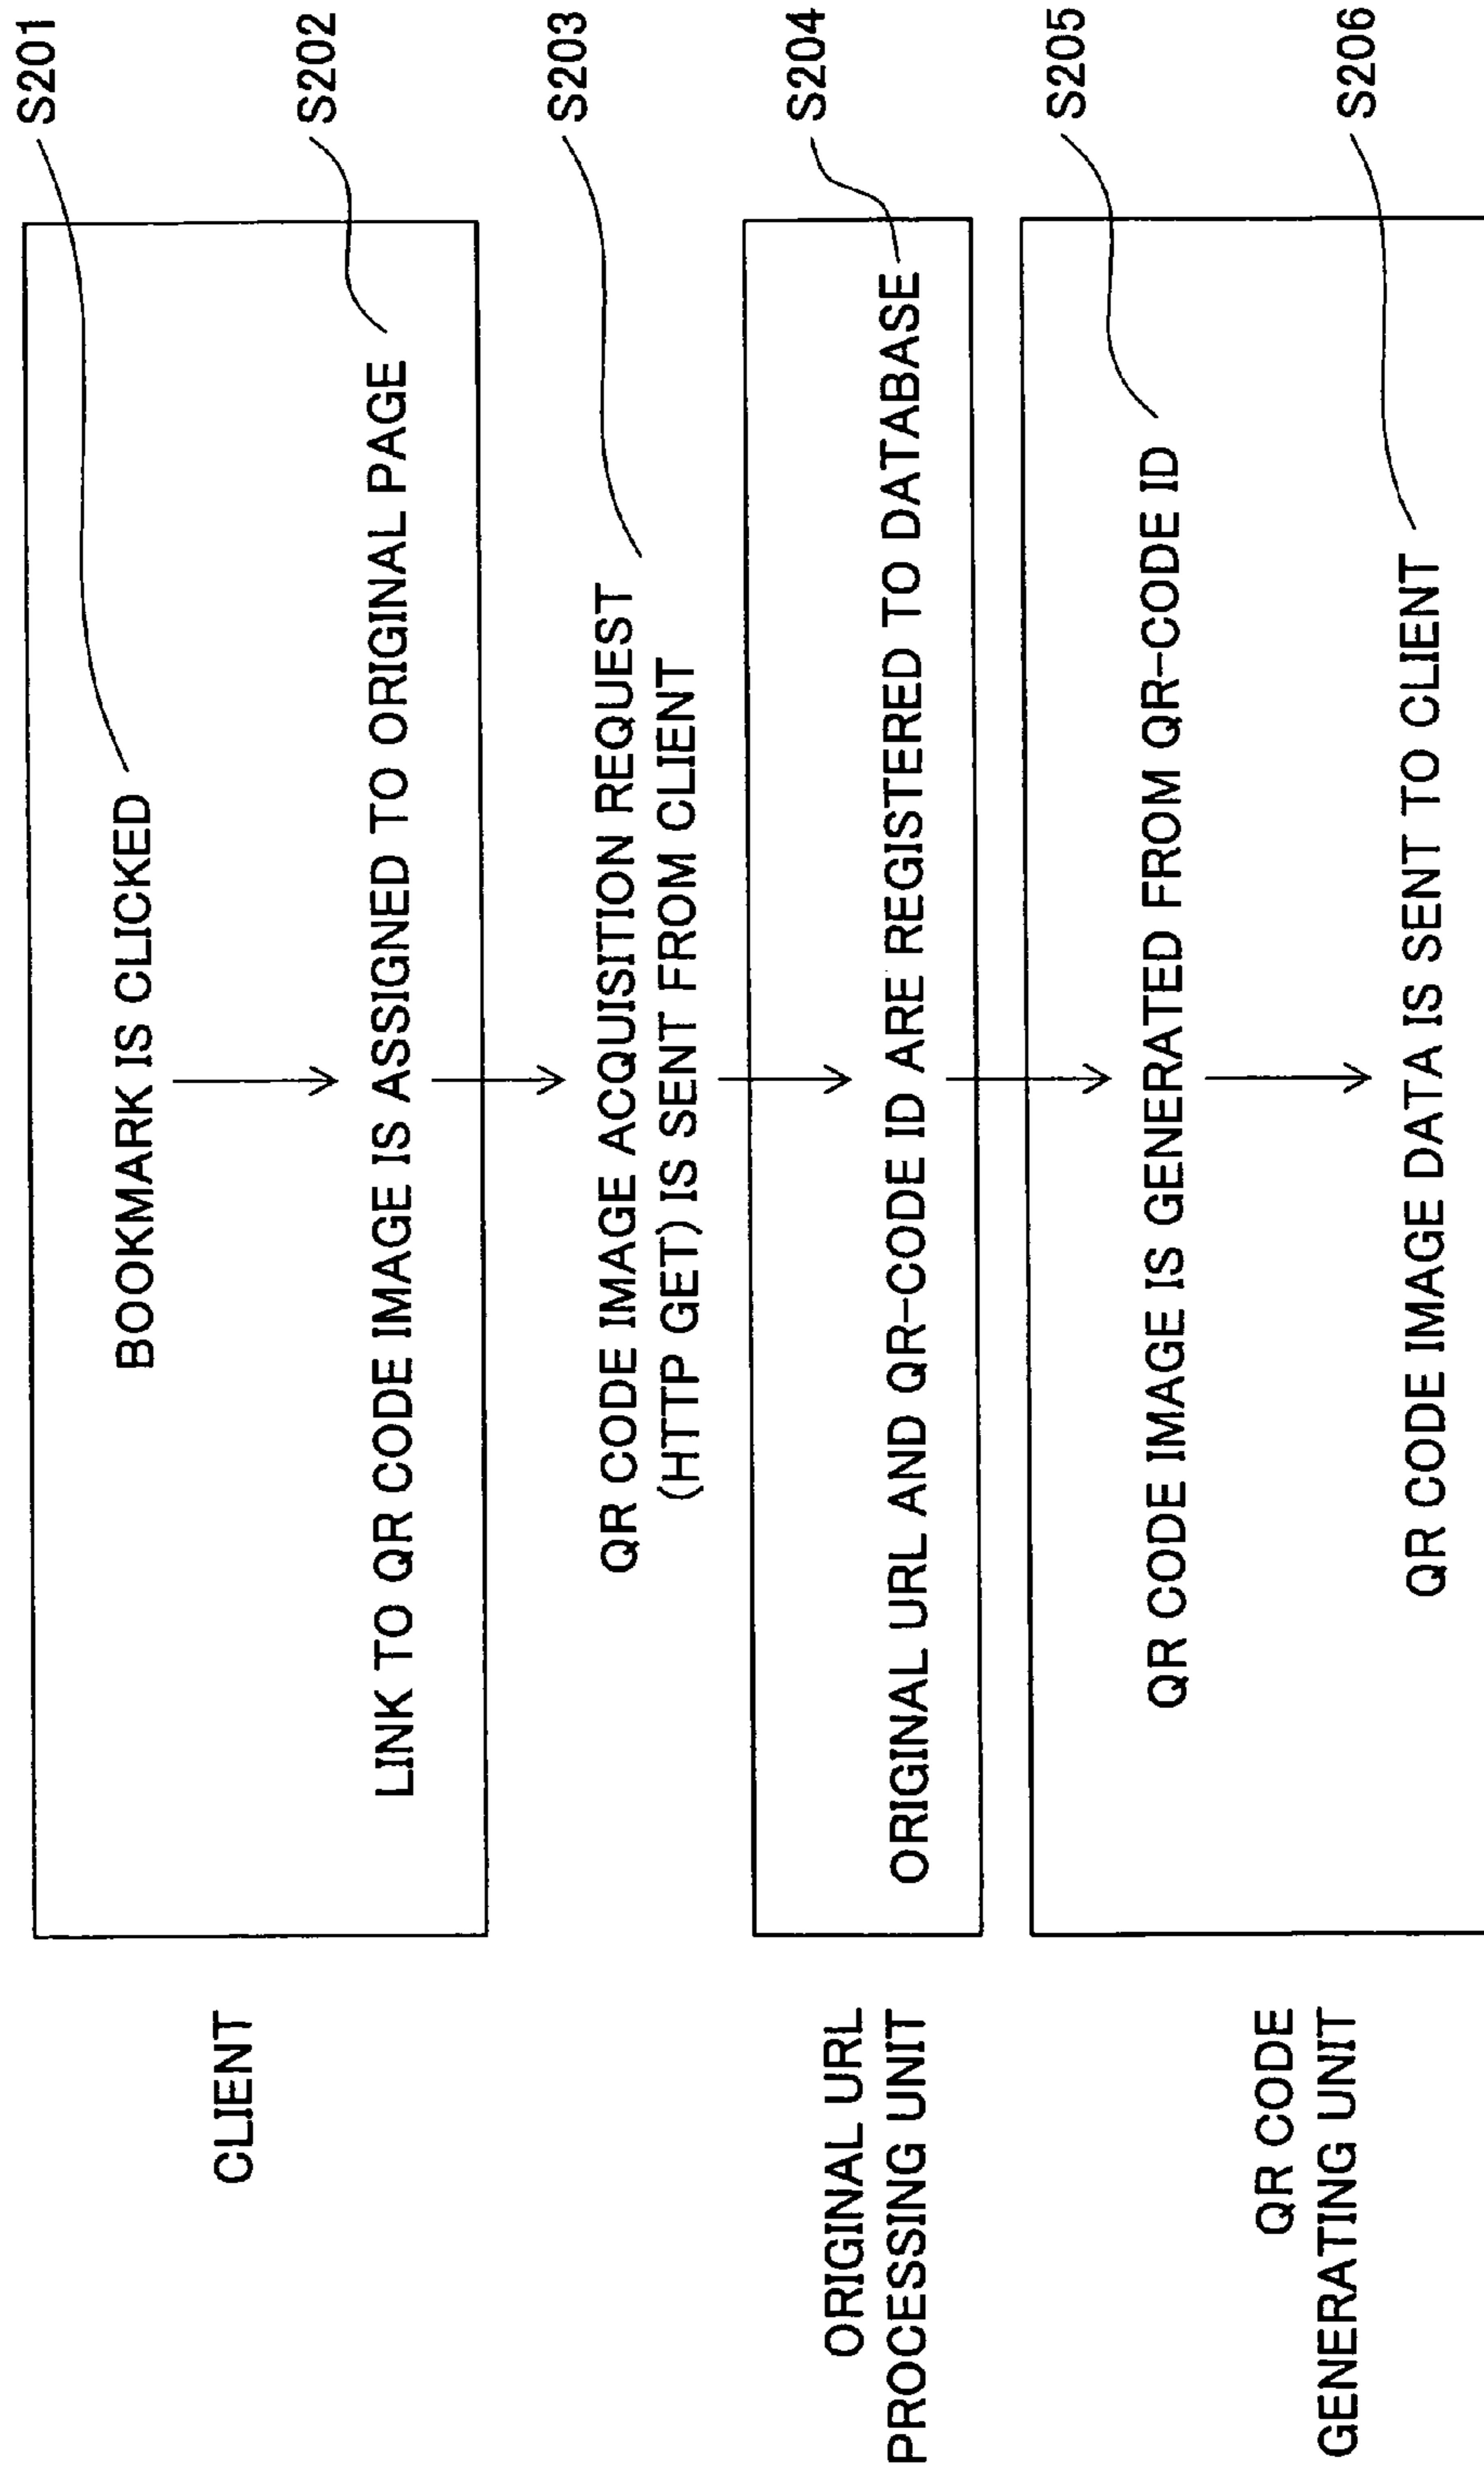 S201
BOOKMARK IS CLICKED
CLIENT
S202
LINK TO QR CODE IMAGE IS ASSIGNED TO ORIGINAL PAGE
S203
QR CODE IMAGE ACQUISITION REQUEST
(HTTP GET) IS SENT FROM CLIENT
S204
ORIGINAL URL
PROCESSING UNIT
ORIGINAL URL AND QR-CODE ID ARE REGISTERED TO DATABASE
S205
QR CODE IMAGE IS GENERATED FROM QR-CODE ID
QR CODE
GENERATING UNIT
S206
QR CODE IMAGE DATA IS SENT TO CLIENT